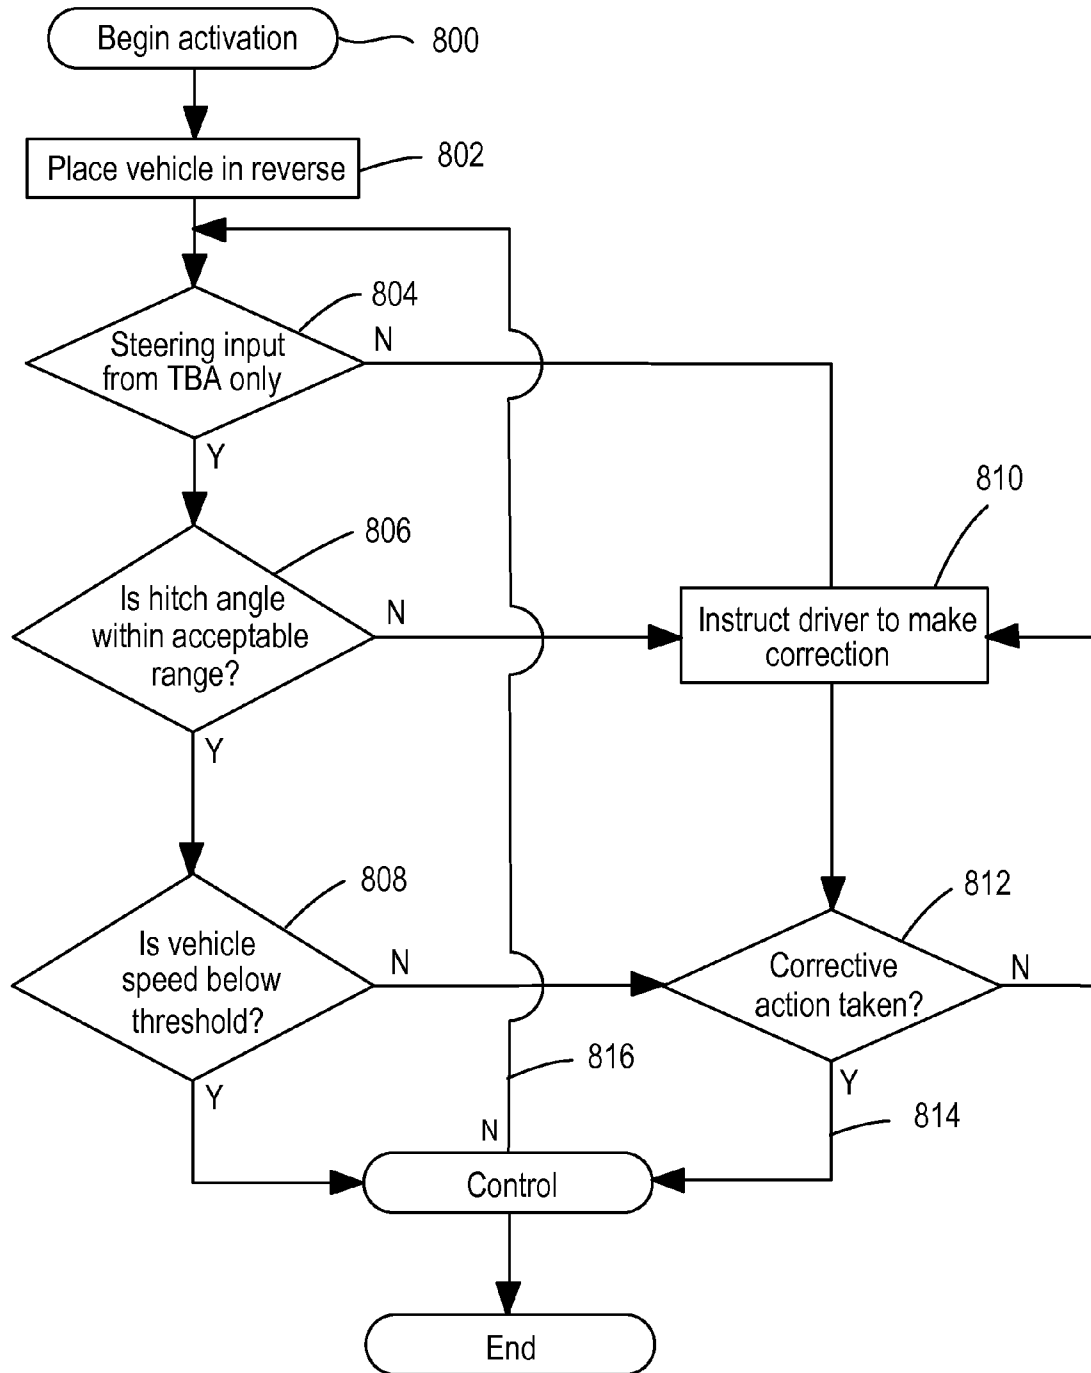 Begin activation
800
Place vehicle in reverse
802
804
Steering input
from TBA only
N
Y
810
806
Is hitch angle
within acceptable
range?
N
Instruct driver to make
correction
Y
808
812
Is vehicle
speed below
threshold?
N
Corrective
action taken?
N
816
Y
Y
814
N
Control
End